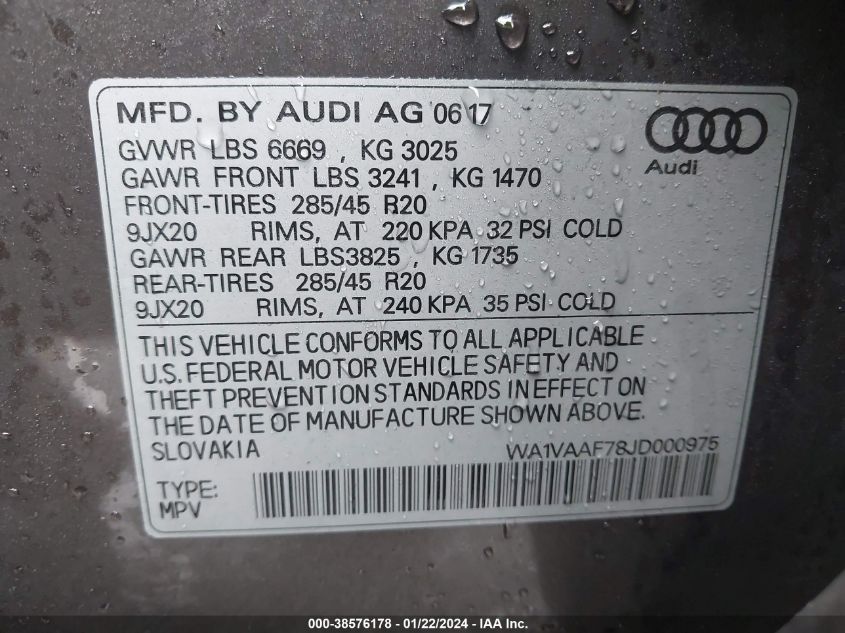 MFD. BY AUDI AG 06 17
GVWR LBS 6669 , KG 3025
GAWR FRONT LBS 3241 , KG 1470
FRONT-TIRES 285/45 R20
9JX20 RIMS, AT 220 KPA 32 PSI COLD
GAWR REAR LBS3825 , KG 1735
REAR-TIRES 285/45 R20
9JX20 RIMS, AT 240 KPA 35 PSI COLD
Audi
THIS VEHICLE CONFORMS TO ALL APPLICABLE
U.S. FEDERAL MOTOR VEHICLE SAFETY AND
THEFT PREVENTION STANDARDS IN EFFECT ON
THE DATE OF MANUFACTURE SHOWN ABOVE.
SLOVAKIA WA1VAAF78JD000975
TYPE:
MPV
000-38576178 - 01/22/2024 - Copyright IAA, Inc.